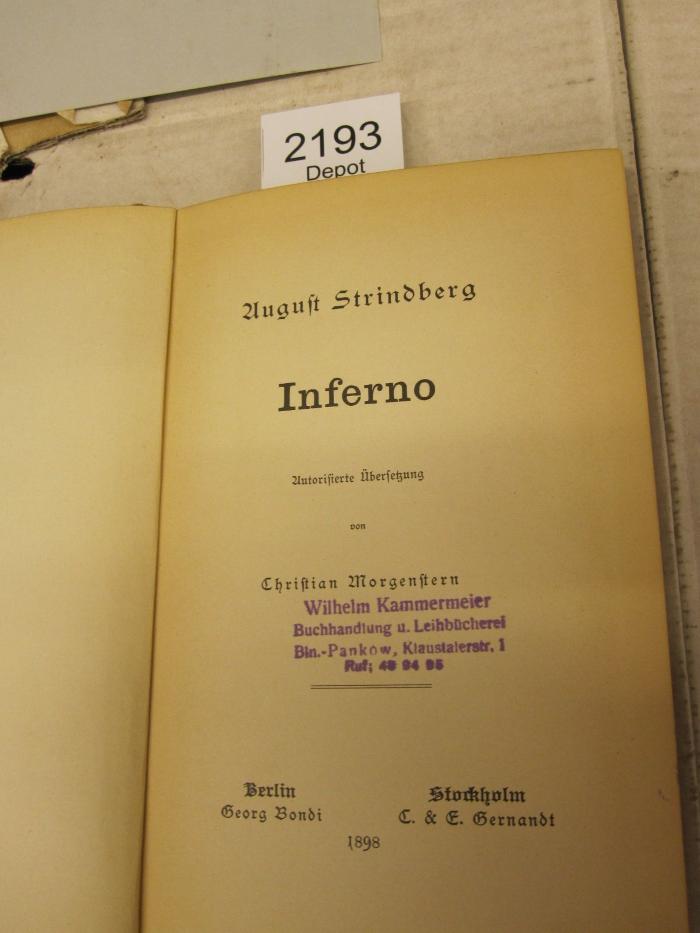 2193
Depot
Auguſt Strindberg
Inferno
Autoriſierte Überſetzung
von
Chriſtian Morgenſtern
Wilhelm Kammermeier
Buchhandlung u. Leihbücherei
Bln.-Pankow, Klaustalerstr. 1
Ruf; 48 94 95
Berlin
Georg Bondi
Stockholm
C. & E. Gernandt
1898